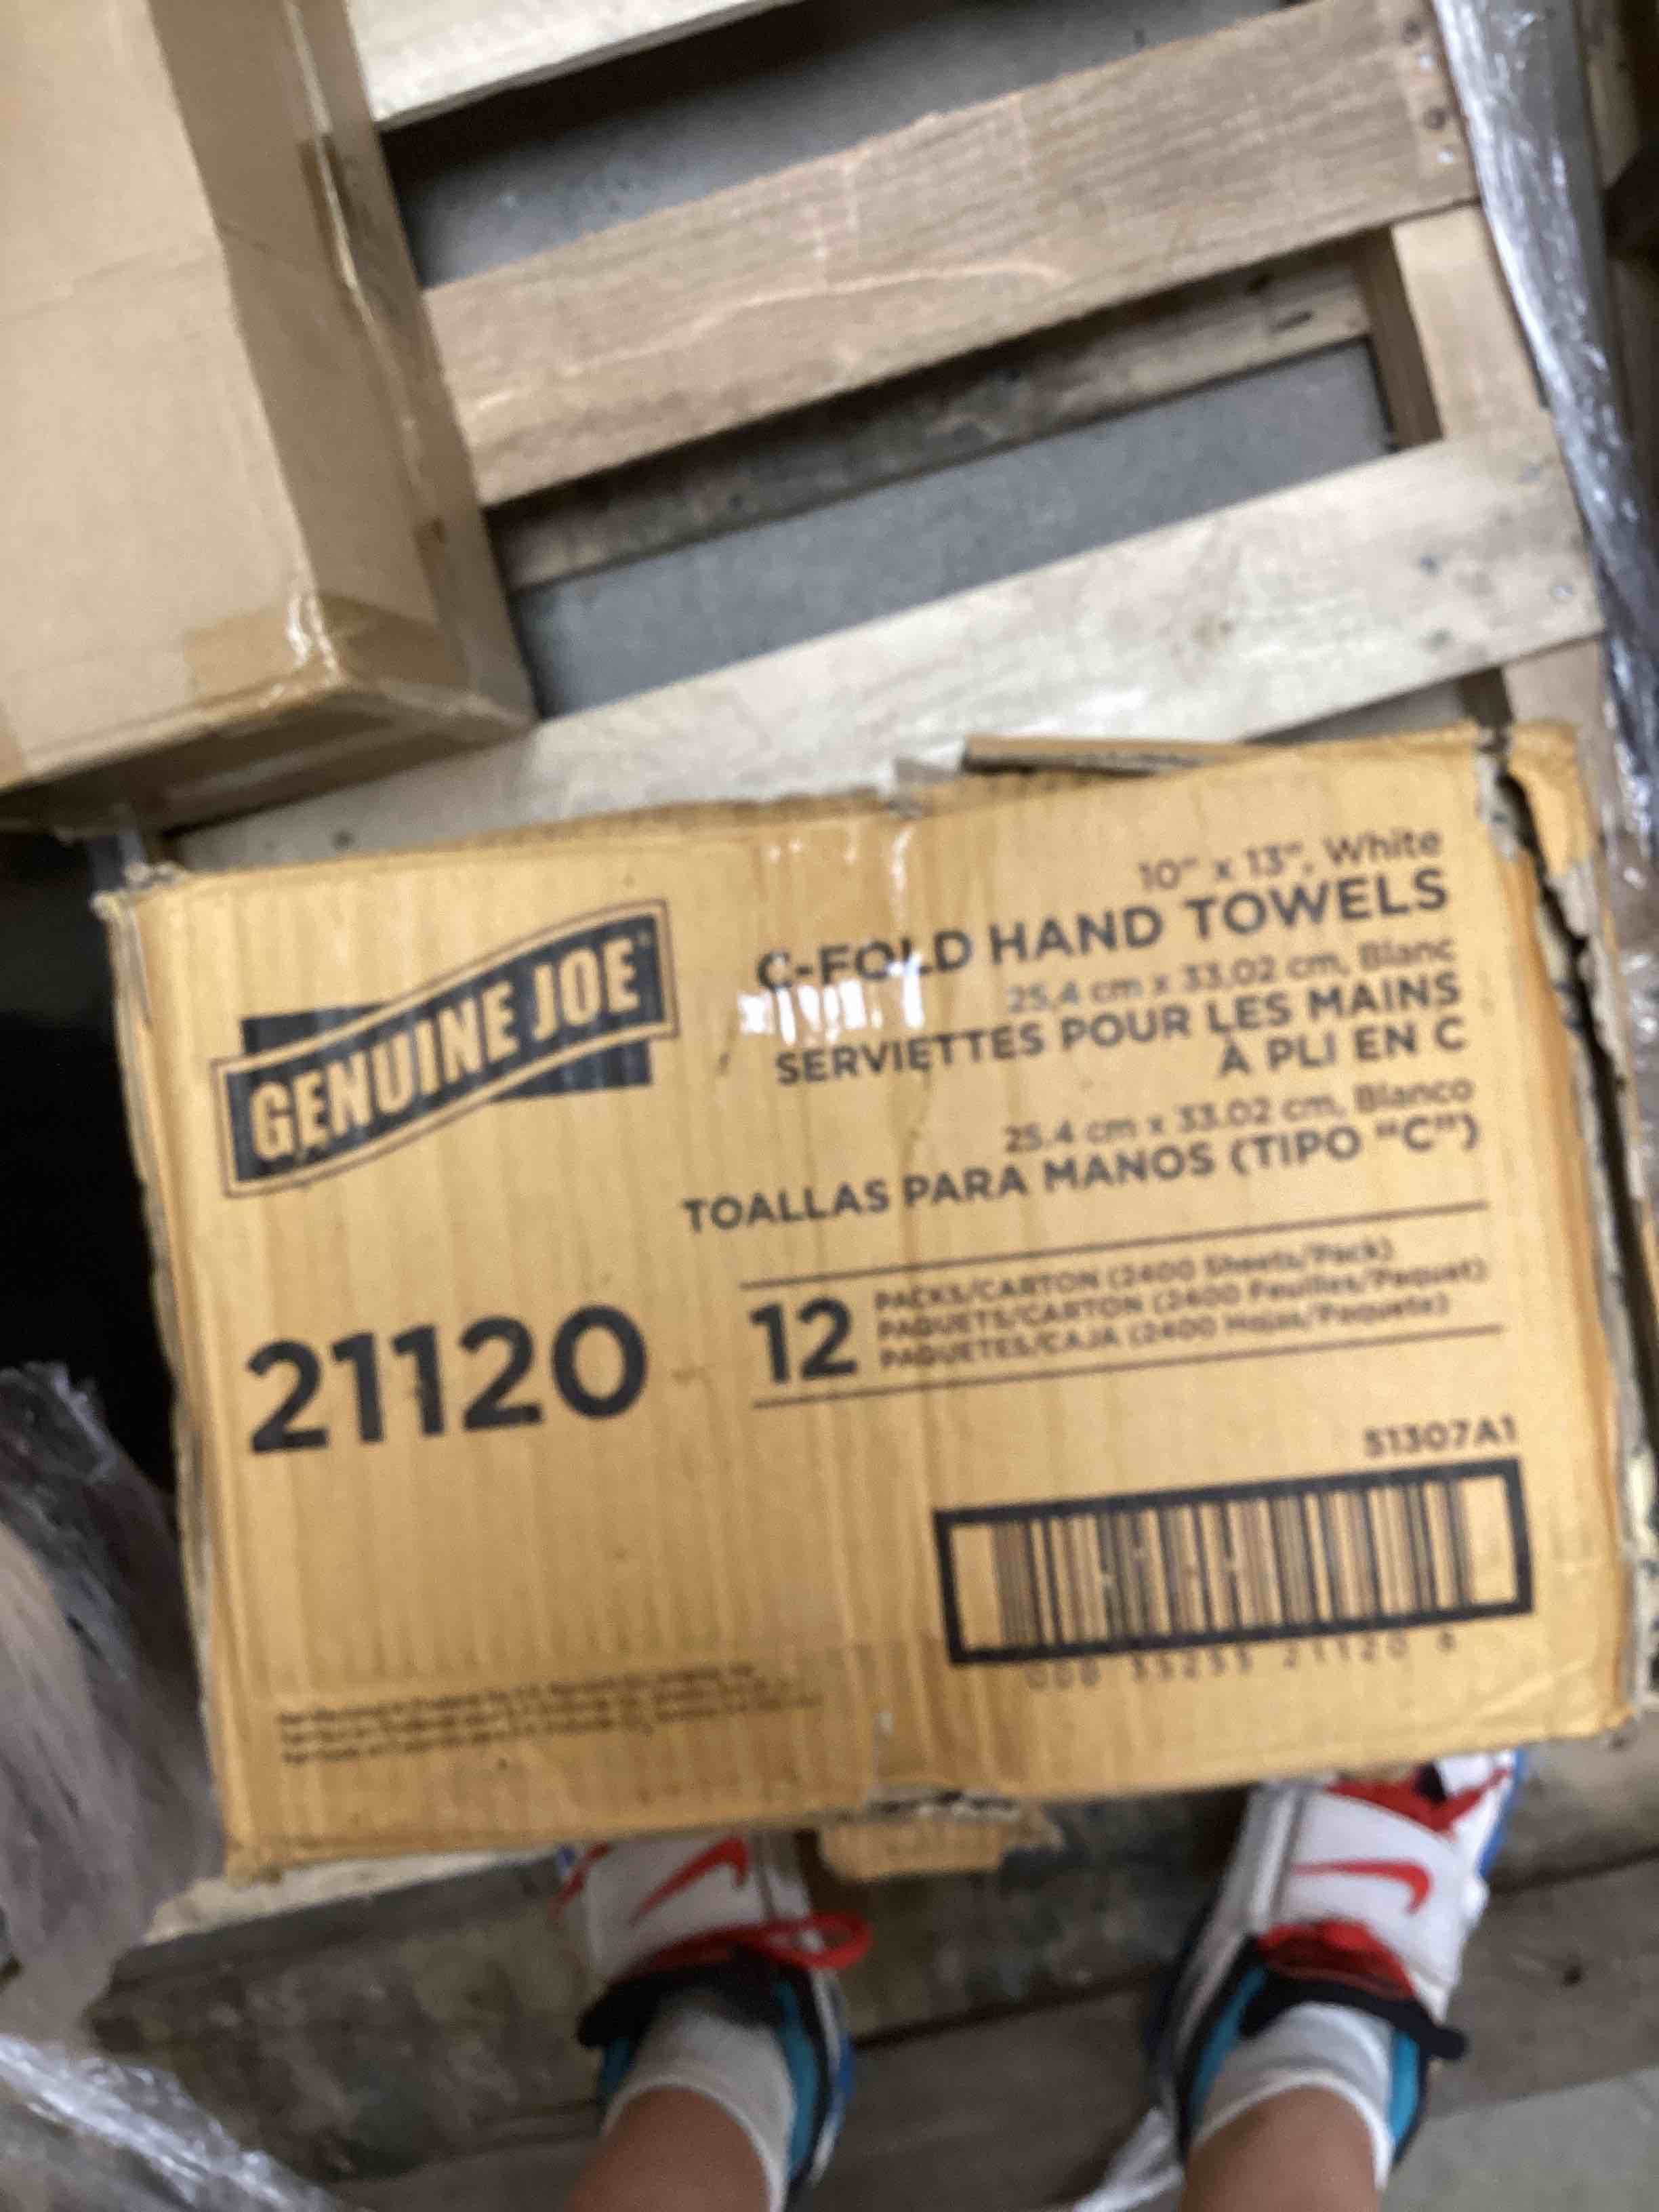 GENUINE JOE
10" x 13", White
C-FOLD HAND TOWELS
25,4 cm x 33,02 cm, Blanc
SERVIETTES POUR LES MAINS
À PLI EN C
25.4 cm x 33.02 cm, Blanco
TOALLAS PARA MANOS (TIPO "C")
21120
12
PACKS/CARTON (2400 Sheets/Pack)
PAQUETS/CARTON (2400 Feuilles/Paquet)
PAQUETES/CAJA (2400 Hojas/Paquete)
51307A1
21120 6